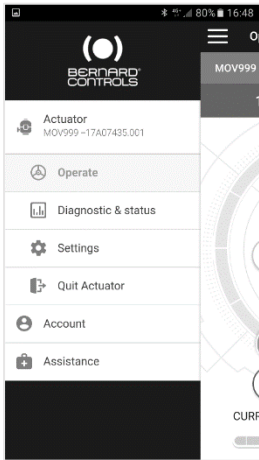 80% 16:48
BERNARD
CONTROLS
Op
MOV999
Actuator
MOV999 –17A07435.001
Operate
Diagnostic & status
Settings
Quit Actuator
Account
Assistance
CURR